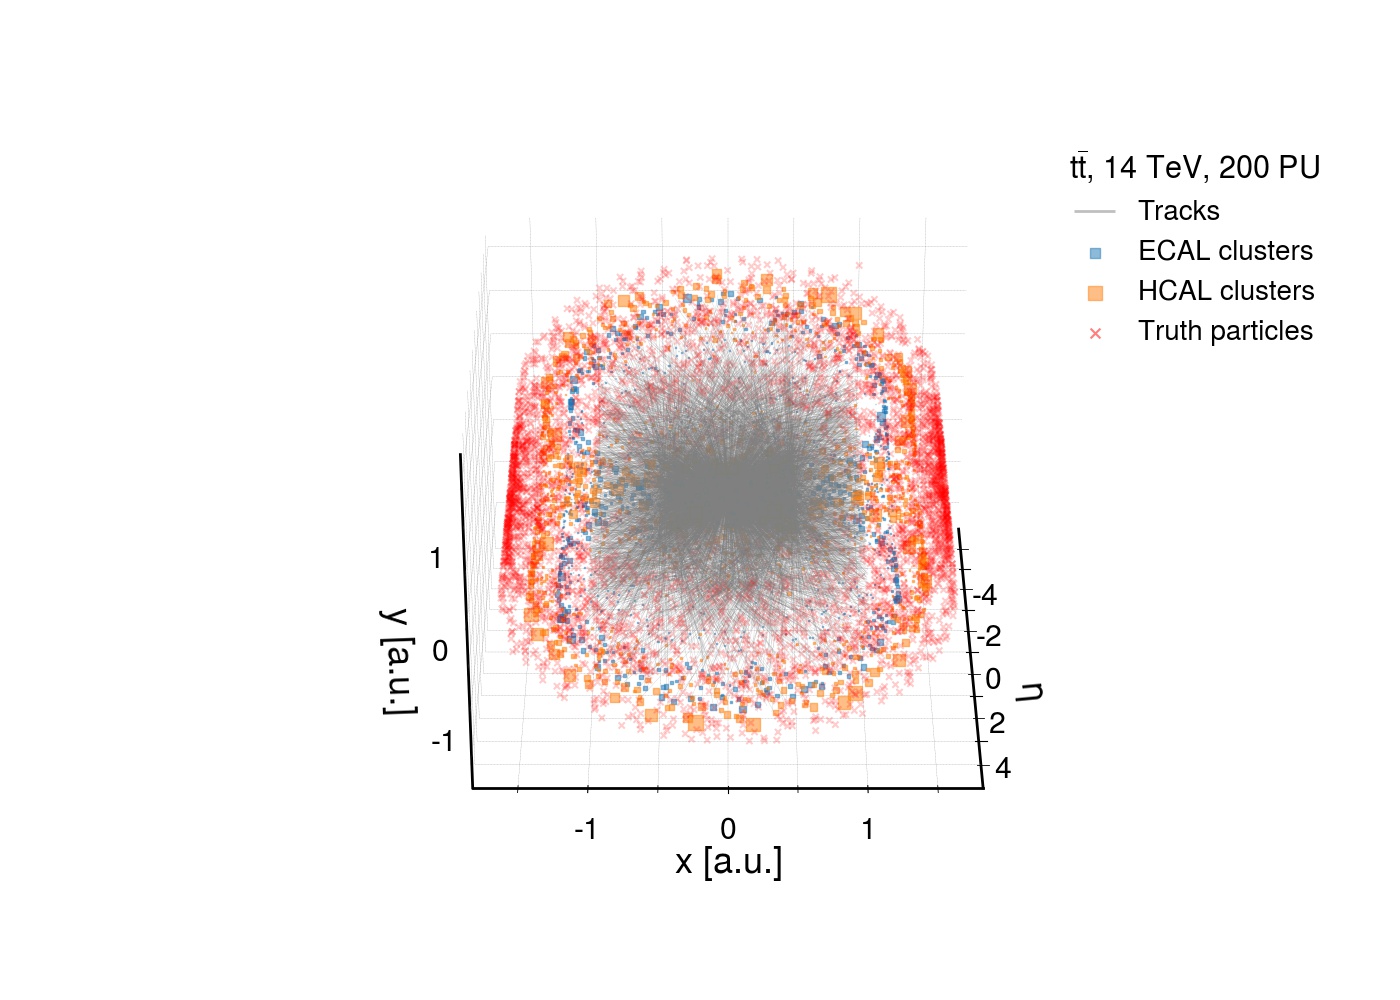 tt̄, 14 TeV, 200 PU
Tracks
ECAL clusters
HCAL clusters
Truth particles
1
0
-1
y [a.u.]
-4
-2
0
2
4
η
-1
0
1
x [a.u.]